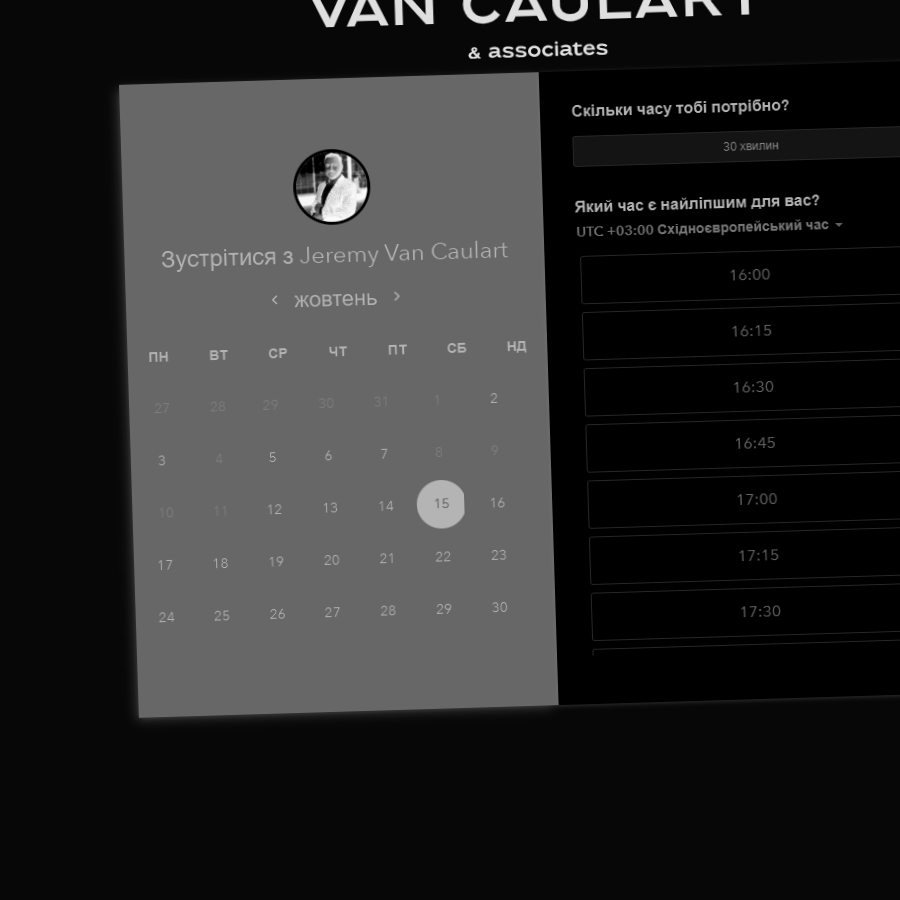 VAN CAULART
& associates
Зустрітися з Jeremy Van Caulart
жовтень
ПН ВТ СР ЧТ ПТ СБ НД
27 28 29 30 31 1 2
3 4 5 6 7 8 9
10 11 12 13 14 15 16
17 18 19 20 21 22 23
24 25 26 27 28 29 30
Скільки часу тобі потрібно?
30 хвилин
Який час є найліпшим для вас?
UTC +03:00 Східноєвропейський час
16:00
16:15
16:30
16:45
17:00
17:15
17:30